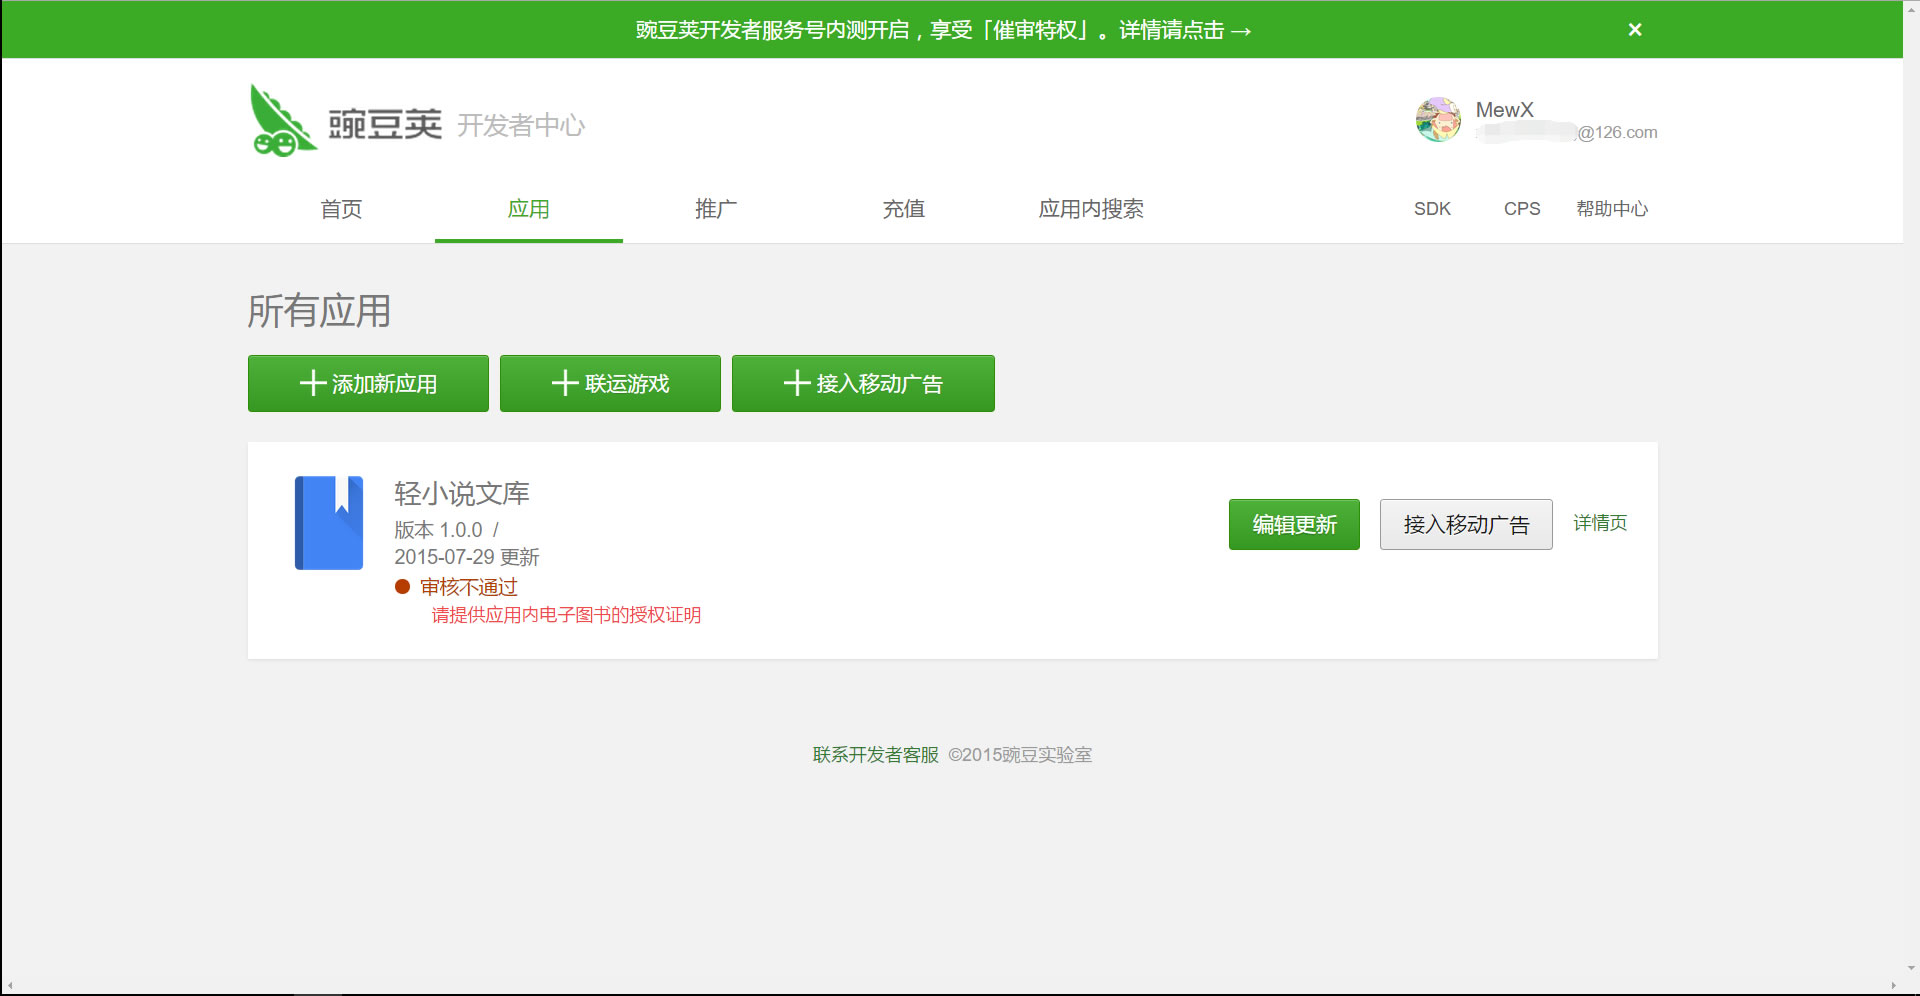 豌豆荚开发者服务号内测开启，享受「催审特权」。详情请点击 →
×
豌豆荚 开发者中心
MewX
@126.com
首页 应用 推广 充值 应用内搜索 SDK CPS 帮助中心
所有应用
添加新应用 联运游戏 接入移动广告
轻小说文库
版本 1.0.0 /
2015-07-29 更新
审核不通过
请提供应用内电子图书的授权证明
编辑更新 接入移动广告 详情页
联系开发者客服 ©2015豌豆实验室